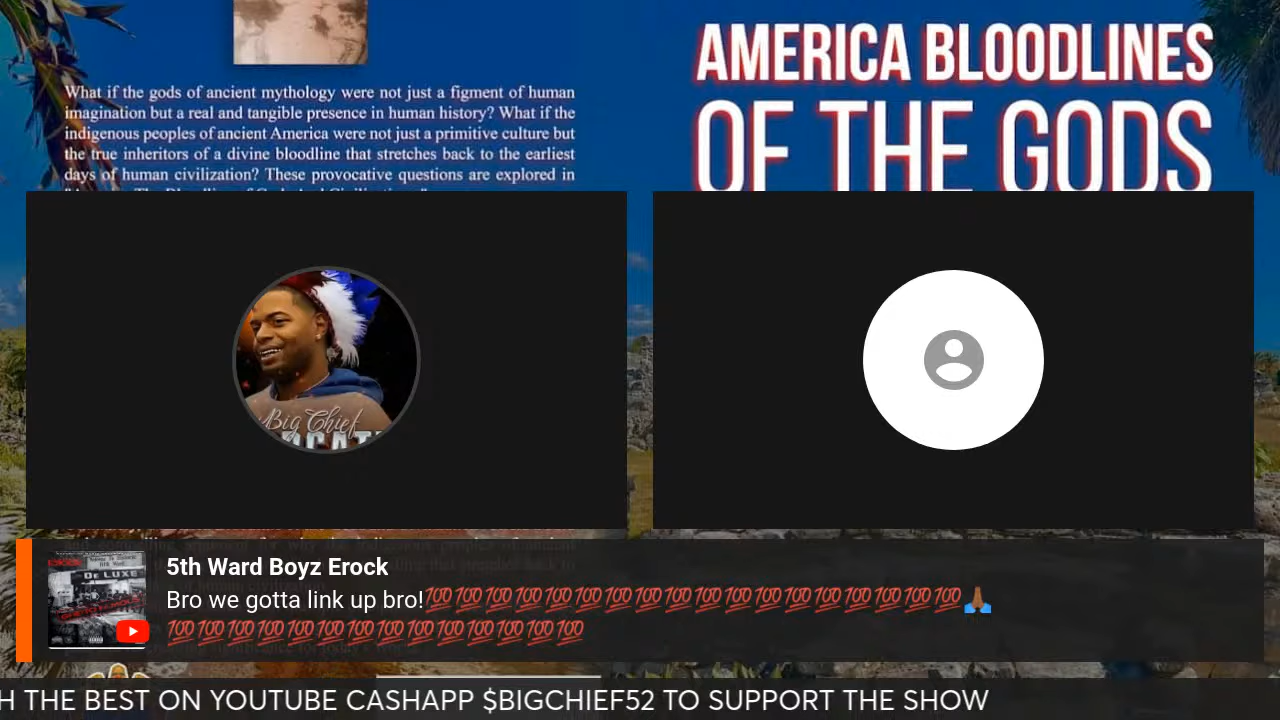 What if the gods of ancient mythology were not just a figment of human
imagination but a real and tangible presence in human history? What if the
indigenous peoples of ancient America were not just a primitive culture but
the true inheritors of a divine bloodline that stretches back to the earliest
days of human civilization? These provocative questions are explored in
AMERICA BLOODLINES
OF THE GODS
Big Chief
DE LUXE
5th Ward Boyz Erock
Bro we gotta link up bro!💯💯💯💯💯💯💯💯💯💯💯💯💯💯💯💯💯💯🙏🏾
💯💯💯💯💯💯💯💯💯💯💯💯💯💯
H THE BEST ON YOUTUBE CASHAPP $BIGCHIEF52 TO SUPPORT THE SHOW